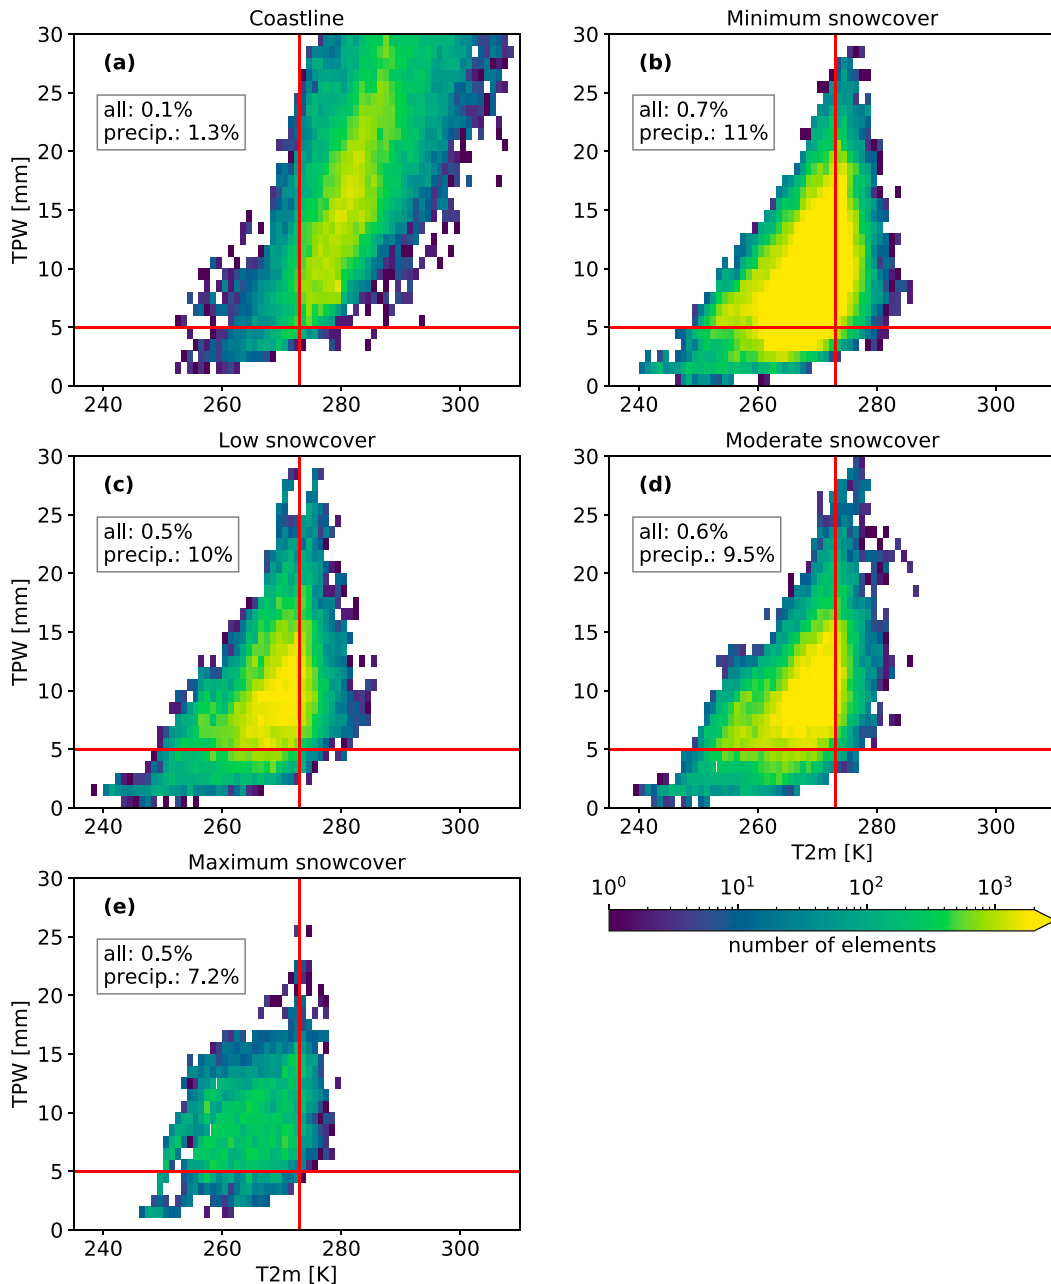 Coastline
(a)
all: 0.1%
precip.: 1.3%
TPW [mm]
30
25
20
15
10
5
0
240 260 280 300
Minimum snowcover
(b)
all: 0.7%
precip.: 11%
30
25
20
15
10
5
0
240 260 280 300
Low snowcover
(c)
all: 0.5%
precip.: 10%
TPW [mm]
30
25
20
15
10
5
0
240 260 280 300
Moderate snowcover
(d)
all: 0.6%
precip.: 9.5%
30
25
20
15
10
5
0
240 260 280 300
T2m [K]
Maximum snowcover
(e)
all: 0.5%
precip.: 7.2%
TPW [mm]
30
25
20
15
10
5
0
240 260 280 300
T2m [K]
10⁰ 10¹ 10² 10³
number of elements